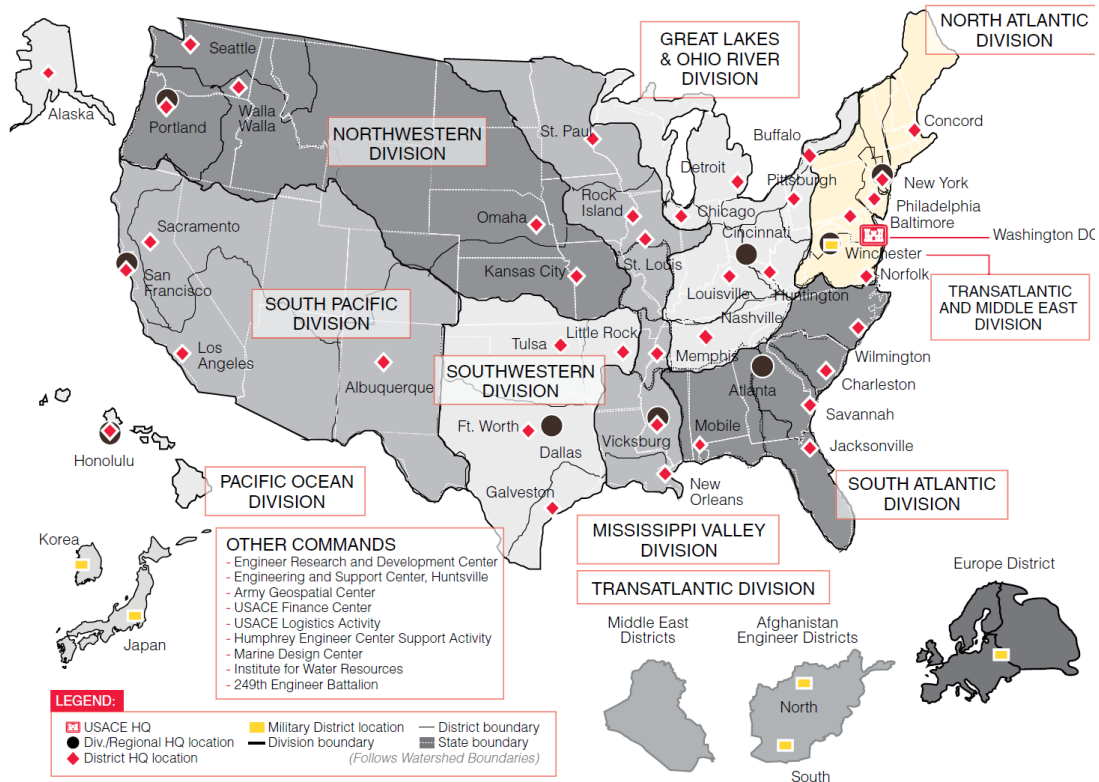 NORTH ATLANTIC
DIVISION
GREAT LAKES
& OHIO RIVER
DIVISION
Seattle
Alaska
Portland
Walla
Walla
NORTHWESTERN
DIVISION
St. Paul
Buffalo
Concord
Detroit
Pittsburgh
New York
Rock
Island
Chicago
Philadelphia
Omaha
Cincinnati
Baltimore
Sacramento
Washington DC
Winchester
St. Louis
Kansas City
San
Francisco
Louisville
Huntington
Norfolk
SOUTH PACIFIC
DIVISION
TRANSATLANTIC
AND MIDDLE EAST
DIVISION
Nashville
Little Rock
Tulsa
Los
Angeles
Memphis
Wilmington
Albuquerque
SOUTHWESTERN
DIVISION
Atlanta
Charleston
Savannah
Ft. Worth
Mobile
Vicksburg
Dallas
Jacksonville
Honolulu
PACIFIC OCEAN
DIVISION
Galveston
New
Orleans
SOUTH ATLANTIC
DIVISION
MISSISSIPPI VALLEY
DIVISION
Korea
Japan
OTHER COMMANDS
- Engineer Research and Development Center
- Engineering and Support Center, Huntsville
- Army Geospatial Center
- USACE Finance Center
- USACE Logistics Activity
- Humphrey Engineer Center Support Activity
- Marine Design Center
- Institute for Water Resources
- 249th Engineer Battalion
TRANSATLANTIC DIVISION
Middle East
Districts
Afghanistan
Engineer Districts
North
South
Europe District
LEGEND:
USACE HQ
Div./Regional HQ location
District HQ location
Military District location
Division boundary
District boundary
State boundary
(Follows Watershed Boundaries)